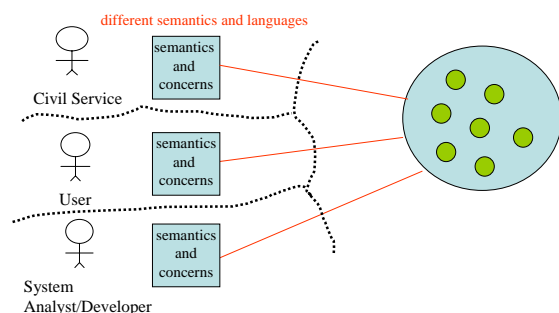 different semantics and languages
semantics
and
concerns
Civil Service
semantics
and
concerns
User
semantics
and
concerns
System
Analyst/Developer